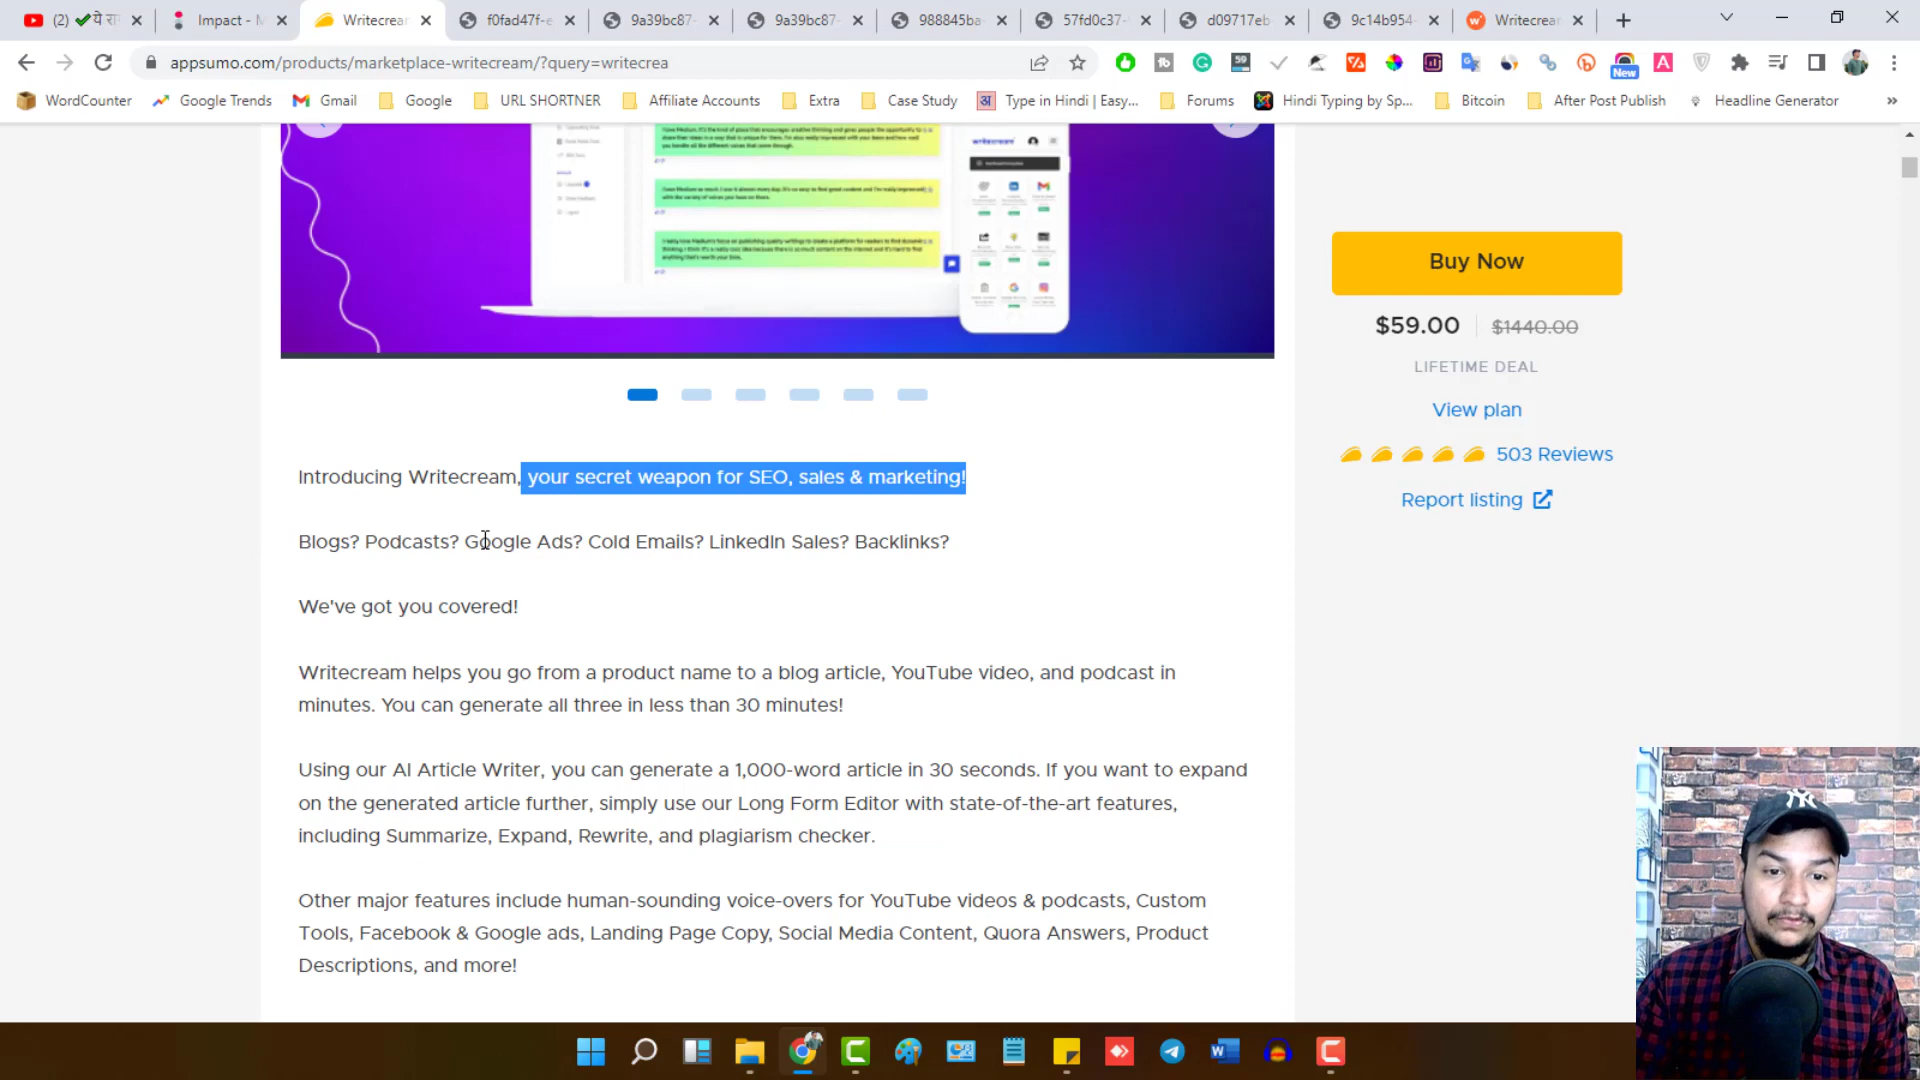 (2) ✔ये रा
Impact - M
Writecrea
f0fad47f-e
9a39bc87-
9a39bc87-
988845ba-
57fd0c37-
d09717eb-
9c14b954-
Writecrea
appsumo.com/products/marketplace-writecream/?query=writecrea
59
New
WordCounter
Google Trends
Gmail
Google
URL SHORTNER
Affiliate Accounts
Extra
Case Study
अ Type in Hindi | Easy...
Forums
Hindi Typing by Sp...
Bitcoin
After Post Publish
Headline Generator
writecream
Buy Now
$59.00 $1440.00
LIFETIME DEAL
View plan
503 Reviews
Report listing
Introducing Writecream, your secret weapon for SEO, sales & marketing!
Blogs? Podcasts? Google Ads? Cold Emails? LinkedIn Sales? Backlinks?
We've got you covered!
Writecream helps you go from a product name to a blog article, YouTube video, and podcast in
minutes. You can generate all three in less than 30 minutes!
Using our AI Article Writer, you can generate a 1,000-word article in 30 seconds. If you want to expand
on the generated article further, simply use our Long Form Editor with state-of-the-art features,
including Summarize, Expand, Rewrite, and plagiarism checker.
Other major features include human-sounding voice-overs for YouTube videos & podcasts, Custom
Tools, Facebook & Google ads, Landing Page Copy, Social Media Content, Quora Answers, Product
Descriptions, and more!